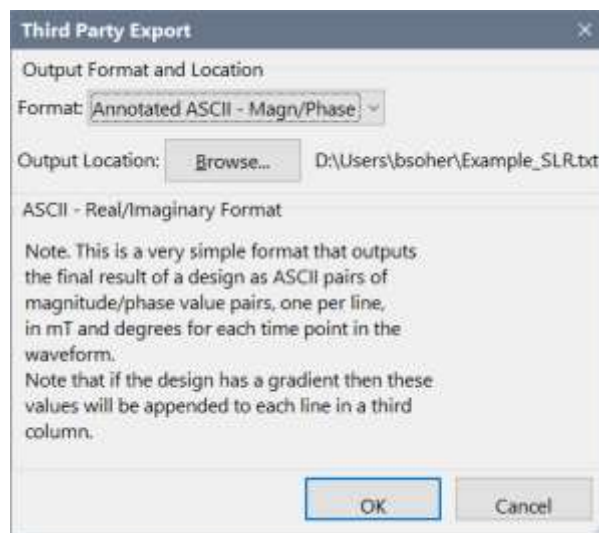 Third Party Export
Output Format and Location
Format: Annotated ASCII - Magn/Phase
Output Location: Browse... D:\Users\bsoher\Example_SLR.txt
ASCII - Real/Imaginary Format
Note. This is a very simple format that outputs
the final result of a design as ASCII pairs of
magnitude/phase value pairs, one per line,
in mT and degrees for each time point in the
waveform.
Note that if the design has a gradient then these
values will be appended to each line in a third
column.
OK Cancel